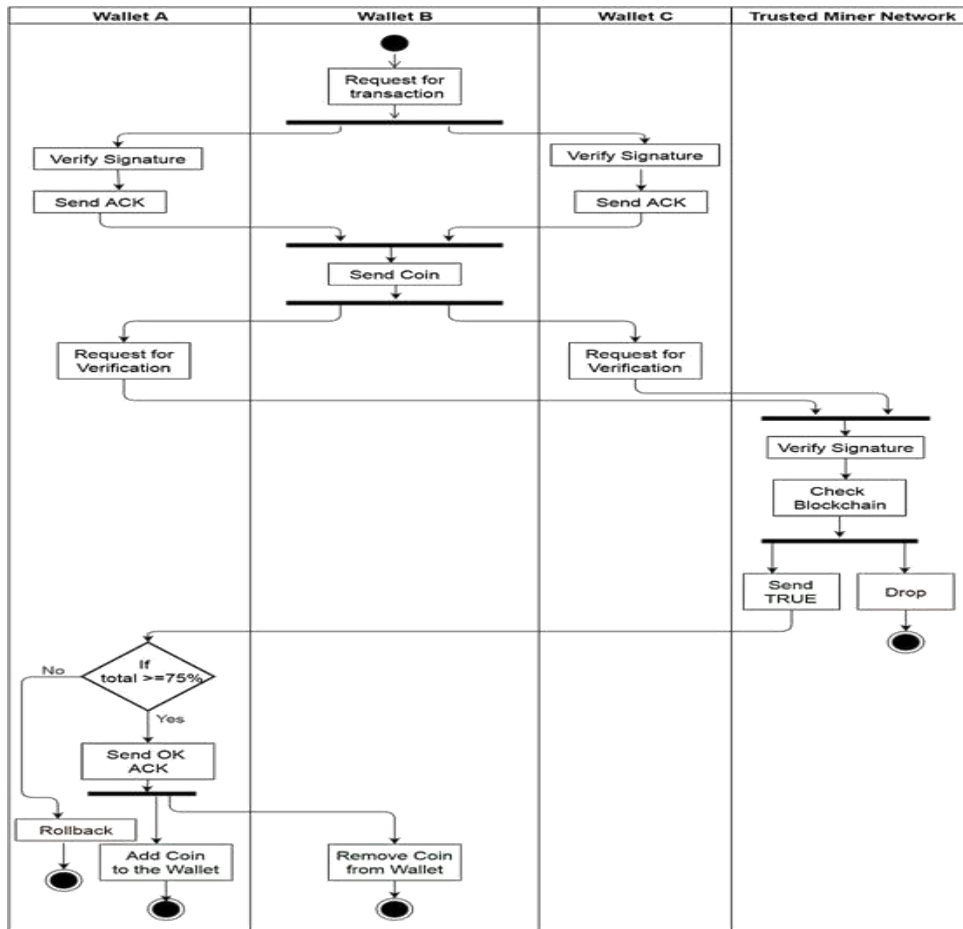 Wallet A
Wallet B
Wallet C
Trusted Miner Network
Request for
transaction
Verify Signature
Verify Signature
Send ACK
Send ACK
Send Coin
Request for
Verification
Request for
Verification
Verify Signature
Check
Blockchain
Send
TRUE
Drop
If
total >=75%
No
Yes
Send OK
ACK
Rollback
Add Coin
to the Wallet
Remove Coin
from Wallet